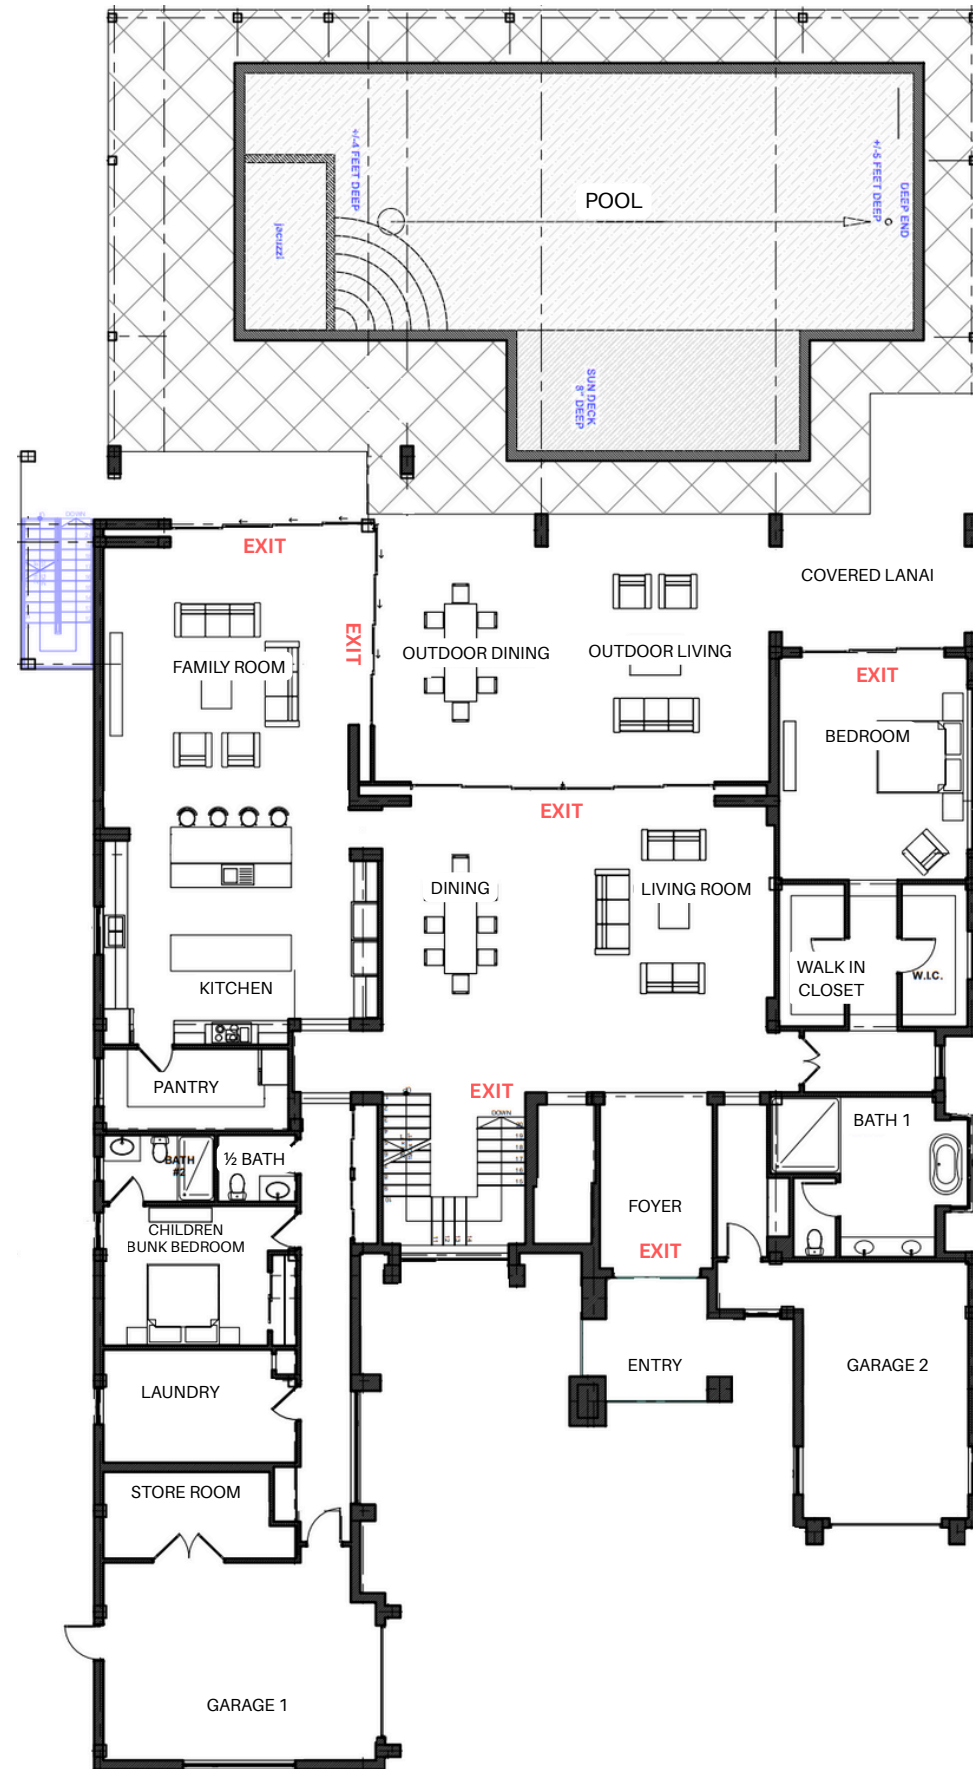 POOL
+/-4 FEET DEEP
+/-5 FEET DEEP
DEEP END
jacuzzi
SUN DECK
8" DEEP
DOWN
EXIT
COVERED LANAI
EXIT
FAMILY ROOM
OUTDOOR DINING
OUTDOOR LIVING
EXIT
BEDROOM
EXIT
DINING
LIVING ROOM
WALK IN
CLOSET
W.I.C.
KITCHEN
PANTRY
EXIT
DOWN
BATH 1
BATH
#2
½ BATH
FOYER
CHILDREN
BUNK BEDROOM
EXIT
ENTRY
GARAGE 2
LAUNDRY
STORE ROOM
GARAGE 1